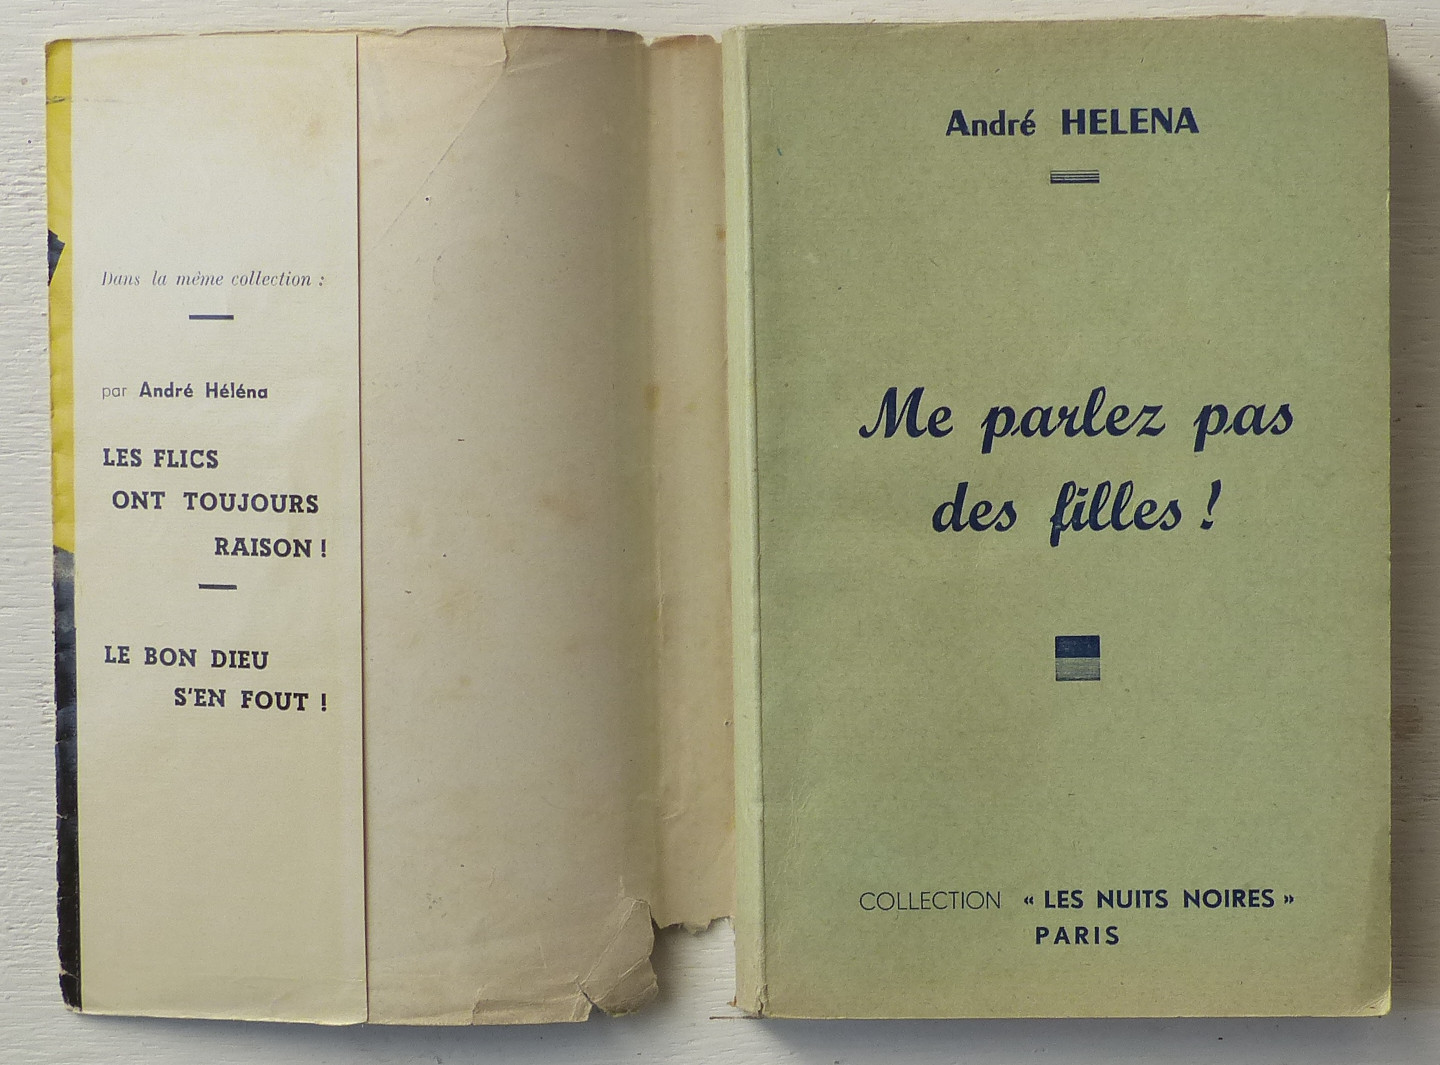 Dans la même collection :
par André Héléna
LES FLICS
ONT TOUJOURS
RAISON !
LE BON DIEU
S'EN FOUT !
André HELENA
Me parlez pas
des filles !
COLLECTION « LES NUITS NOIRES »
PARIS